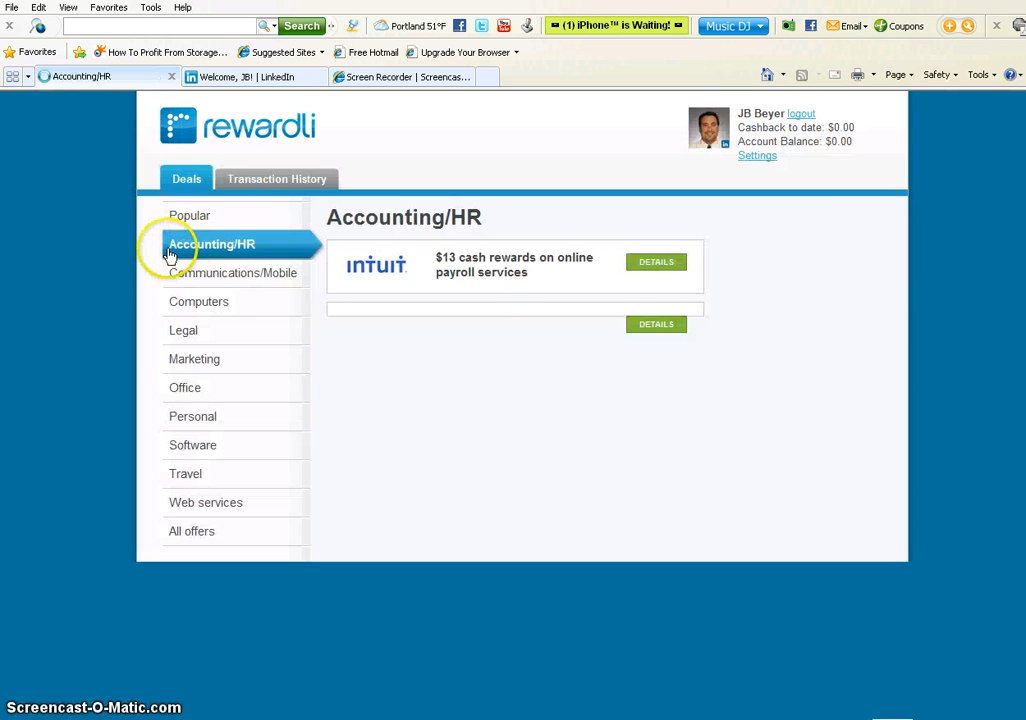 File Edit View Favorites Tools Help
Search Portland 51°F (1) iPhone™ is Waiting! Music DJ Email Coupons
Favorites How To Profit From Storage... Suggested Sites Free Hotmail Upgrade Your Browser
Accounting/HR Welcome, JB! | LinkedIn Screen Recorder | Screencas... Page Safety Tools
rewardli
JB Beyer logout
Cashback to date: $0.00
Account Balance: $0.00
Settings
Deals Transaction History
Popular
Accounting/HR
Communications/Mobile
Computers
Legal
Marketing
Office
Personal
Software
Travel
Web services
All offers
Accounting/HR
intuit. $13 cash rewards on online
payroll services
DETAILS
DETAILS
Screencast-O-Matic.com